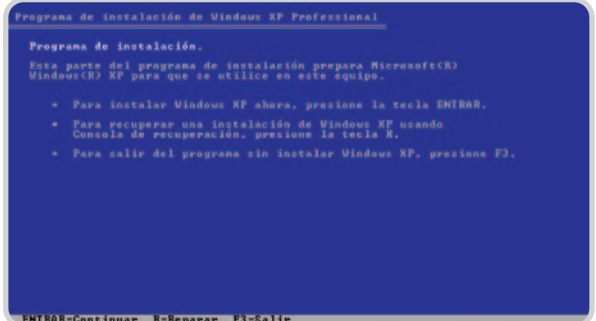 Programa de instalación de Windows XP Professional
Programa de instalación.
Esta parte del programa de instalación prepara Microsoft(R)
Windows(R) XP para que se utilice en este equipo.
• Para instalar Windows XP ahora, presione la tecla ENTRAR.
• Para recuperar una instalación de Windows XP usando
Consola de recuperación, presione la tecla R.
• Para salir del programa sin instalar Windows XP, presione F3.
ENTRAR=Continuar R=Reparar F3=Salir